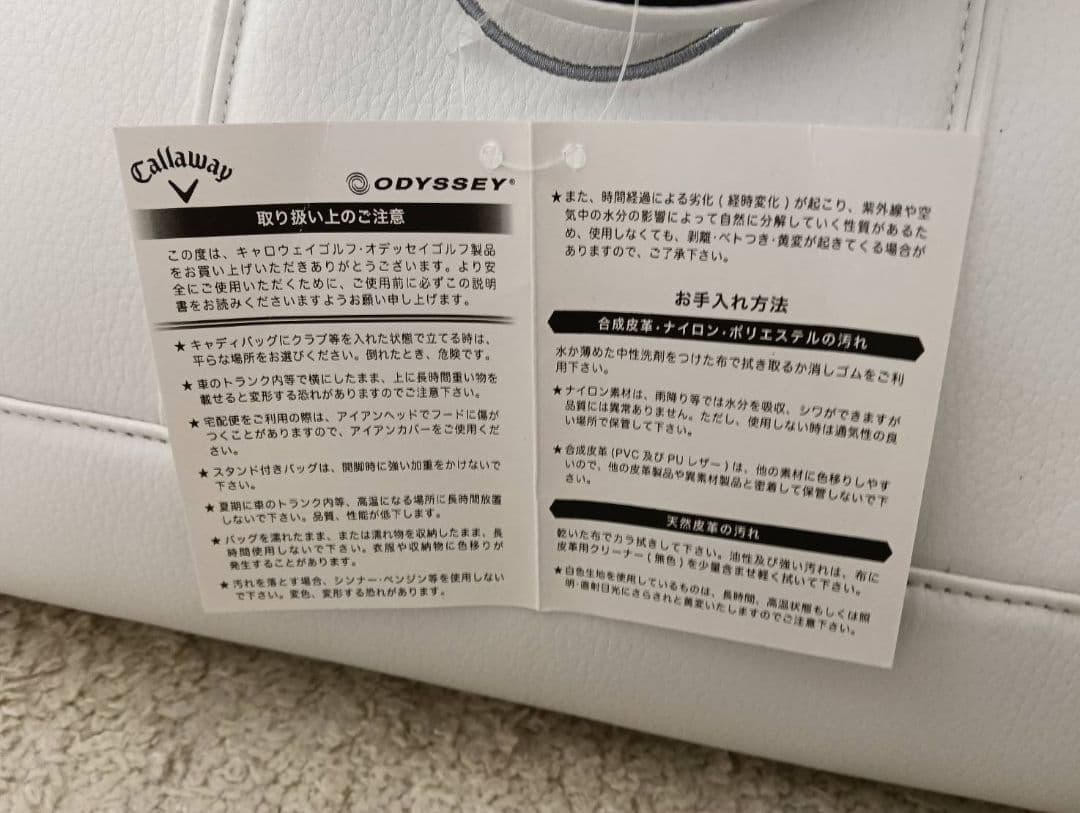 Callaway
ODYSSEY®
取り扱い上のご注意
この度は、キャロウェイゴルフ・オデッセイゴルフ製品
をお買い上げいただきありがとうございます。より安
全にご使用いただくために、ご使用前に必ずこの説明
書をお読みくださいますようお願い申し上げます。
★キャディバッグにクラブ等を入れた状態で立てる時は、
平らな場所をお選びください。倒れたとき、危険です。
★車のトランク内等で横にしたまま、上に長時間重い物を
載せると変形する恐れがありますのでご注意下さい。
★宅配便をご利用の際は、アイアンヘッドでフードに傷が
つくことがありますので、アイアンカバーをご使用くだ
さい。
★スタンド付きバッグは、開脚時に強い加重をかけないで
下さい。
★夏期に車のトランク内等、高温になる場所に長時間放置
しないで下さい。品質、性能が低下します。
★バッグを濡れたまま、または濡れ物を収納したまま、長
時間使用しないで下さい。衣服や収納物に色移りが
発生することがあります。
★汚れを落とす場合、シンナー・ベンジン等を使用しない
で下さい。変色、変形する恐れがあります。
★また、時間経過による劣化(経時変化)が起こり、紫外線や空
気中の水分の影響によって自然に分解していく性質があるた
め、使用しなくても、剥離・ベトつき・黄変が起きてくる場合が
ありますので、ご了承下さい。
お手入れ方法
合成皮革・ナイロン・ポリエステルの汚れ
水か薄めた中性洗剤をつけた布で拭き取るか消しゴムをご利
用下さい。
★ナイロン素材は、雨降り等では水分を吸収、シワができますが
品質には異常ありません。ただし、使用しない時は通気性の良
い場所で保管して下さい。
★合成皮革(PVC及びPUレザー)は、他の素材に色移りしやす
いので、他の皮革製品や異素材製品と密着して保管しないで下
さい。
天然皮革の汚れ
乾いた布でカラ拭きして下さい。油性及び強い汚れは、布に
皮革用クリーナー(無色)を少量含ませ軽く拭いて下さい。
★白色生地を使用しているものは、長時間、高温状態もしくは照
明・直射日光にさらされと黄変いたしますのでご注意下さい。